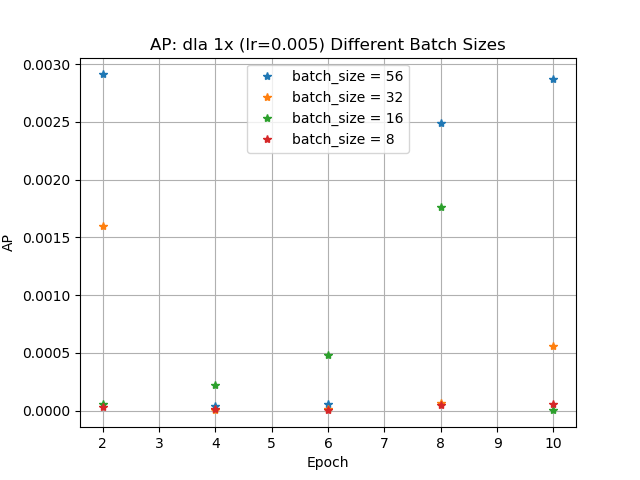 AP: dla 1x (lr=0.005) Different Batch Sizes
batch_size = 56
batch_size = 32
batch_size = 16
batch_size = 8
0.0030
0.0025
0.0020
0.0015
0.0010
0.0005
0.0000
AP
2 3 4 5 6 7 8 9 10
Epoch